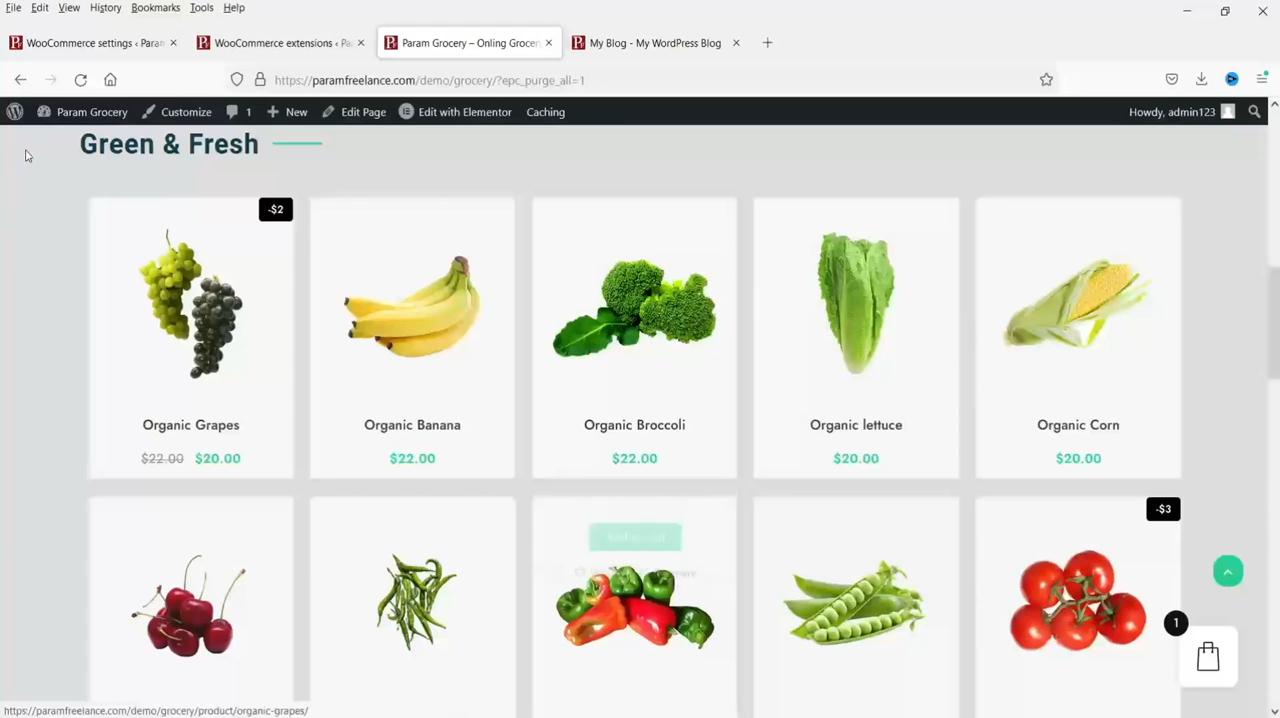 File Edit View History Bookmarks Tools Help
WooCommerce settings ‹ Param
WooCommerce extensions ‹ Pa
Param Grocery – Onling Grocer
My Blog - My WordPress Blog
https://paramfreelance.com/demo/grocery/?epc_purge_all=1
Param Grocery Customize 1 New Edit Page Edit with Elementor Caching Howdy, admin123
Green & Fresh
-$2
Organic Grapes
$22.00 $20.00
Organic Banana
$22.00
Organic Broccoli
$22.00
Organic lettuce
$20.00
Organic Corn
$20.00
-$3
1
https://paramfreelance.com/demo/grocery/product/organic-grapes/